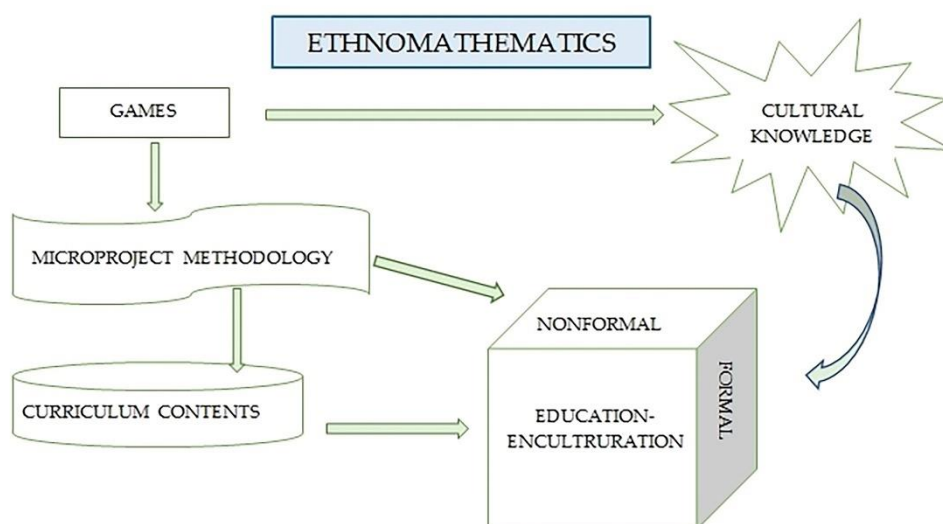 ETHNOMATHEMATICS
GAMES
CULTURAL
KNOWLEDGE
MICROPROJECT METHODOLOGY
NONFORMAL
FORMAL
CURRICULUM CONTENTS
EDUCATION-
ENCULTRURATION